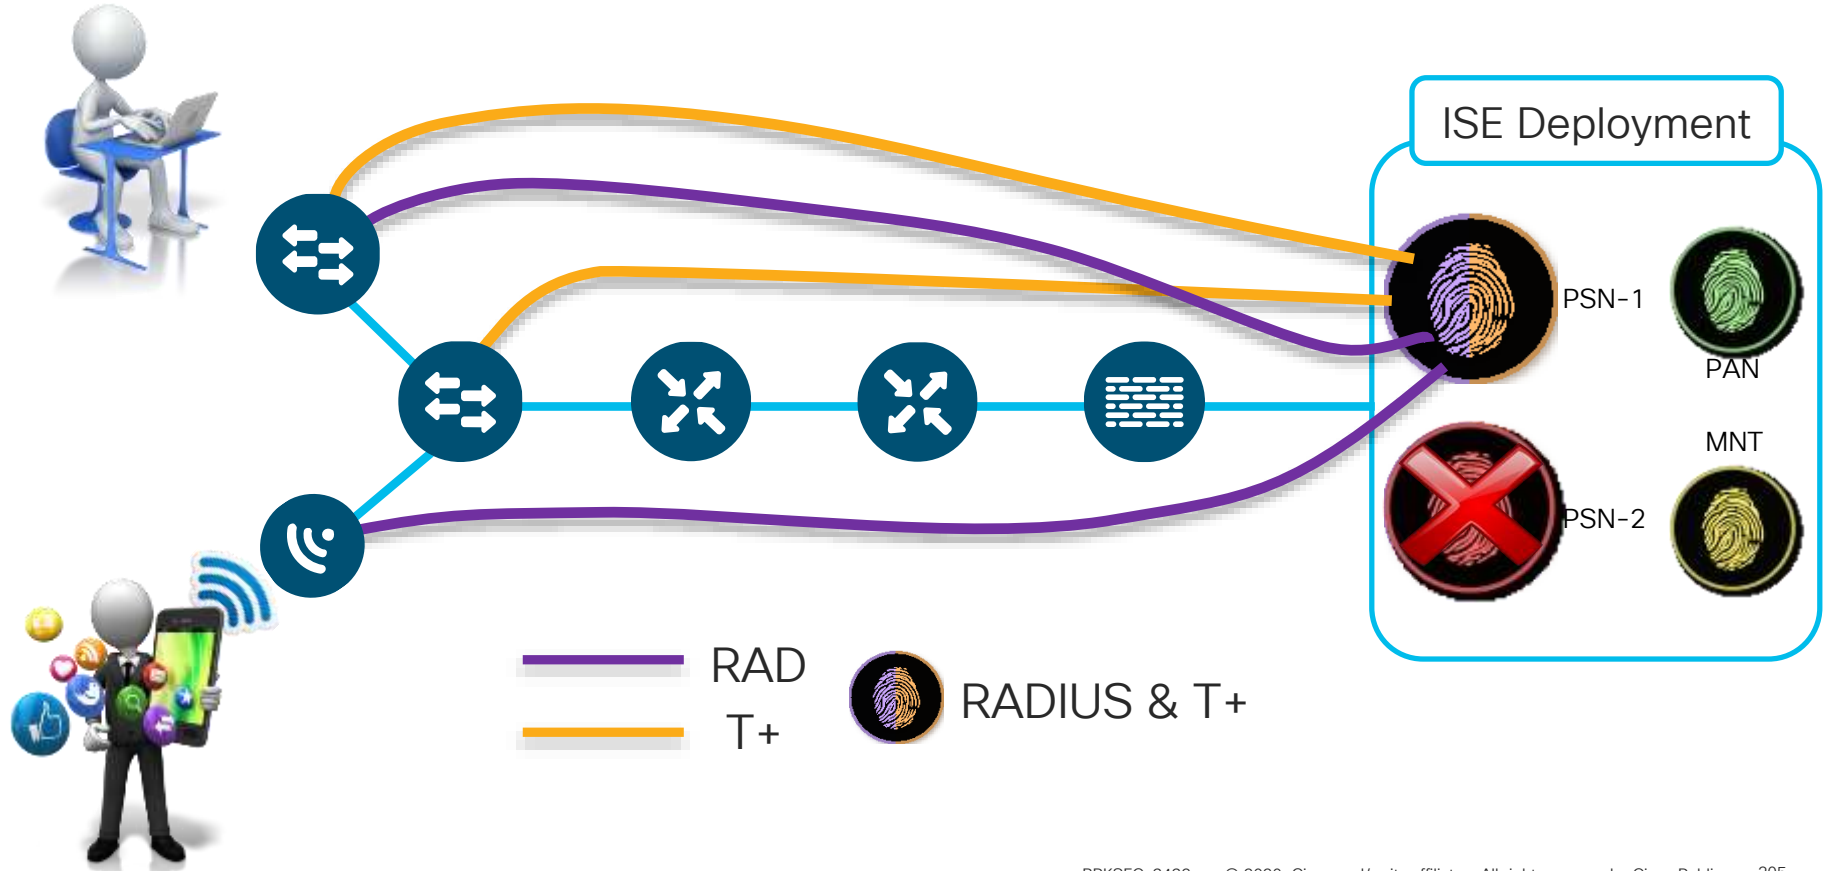 ISE Deployment
PSN-1
PAN
MNT
PSN-2
RAD
T+
RADIUS & T+